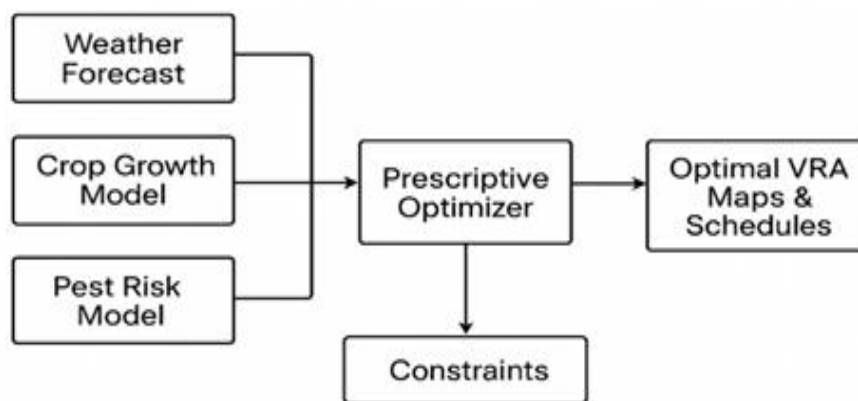 Weather
Forecast
Crop Growth
Model
Pest Risk
Model
Prescriptive
Optimizer
Constraints
Optimal VRA
Maps &
Schedules